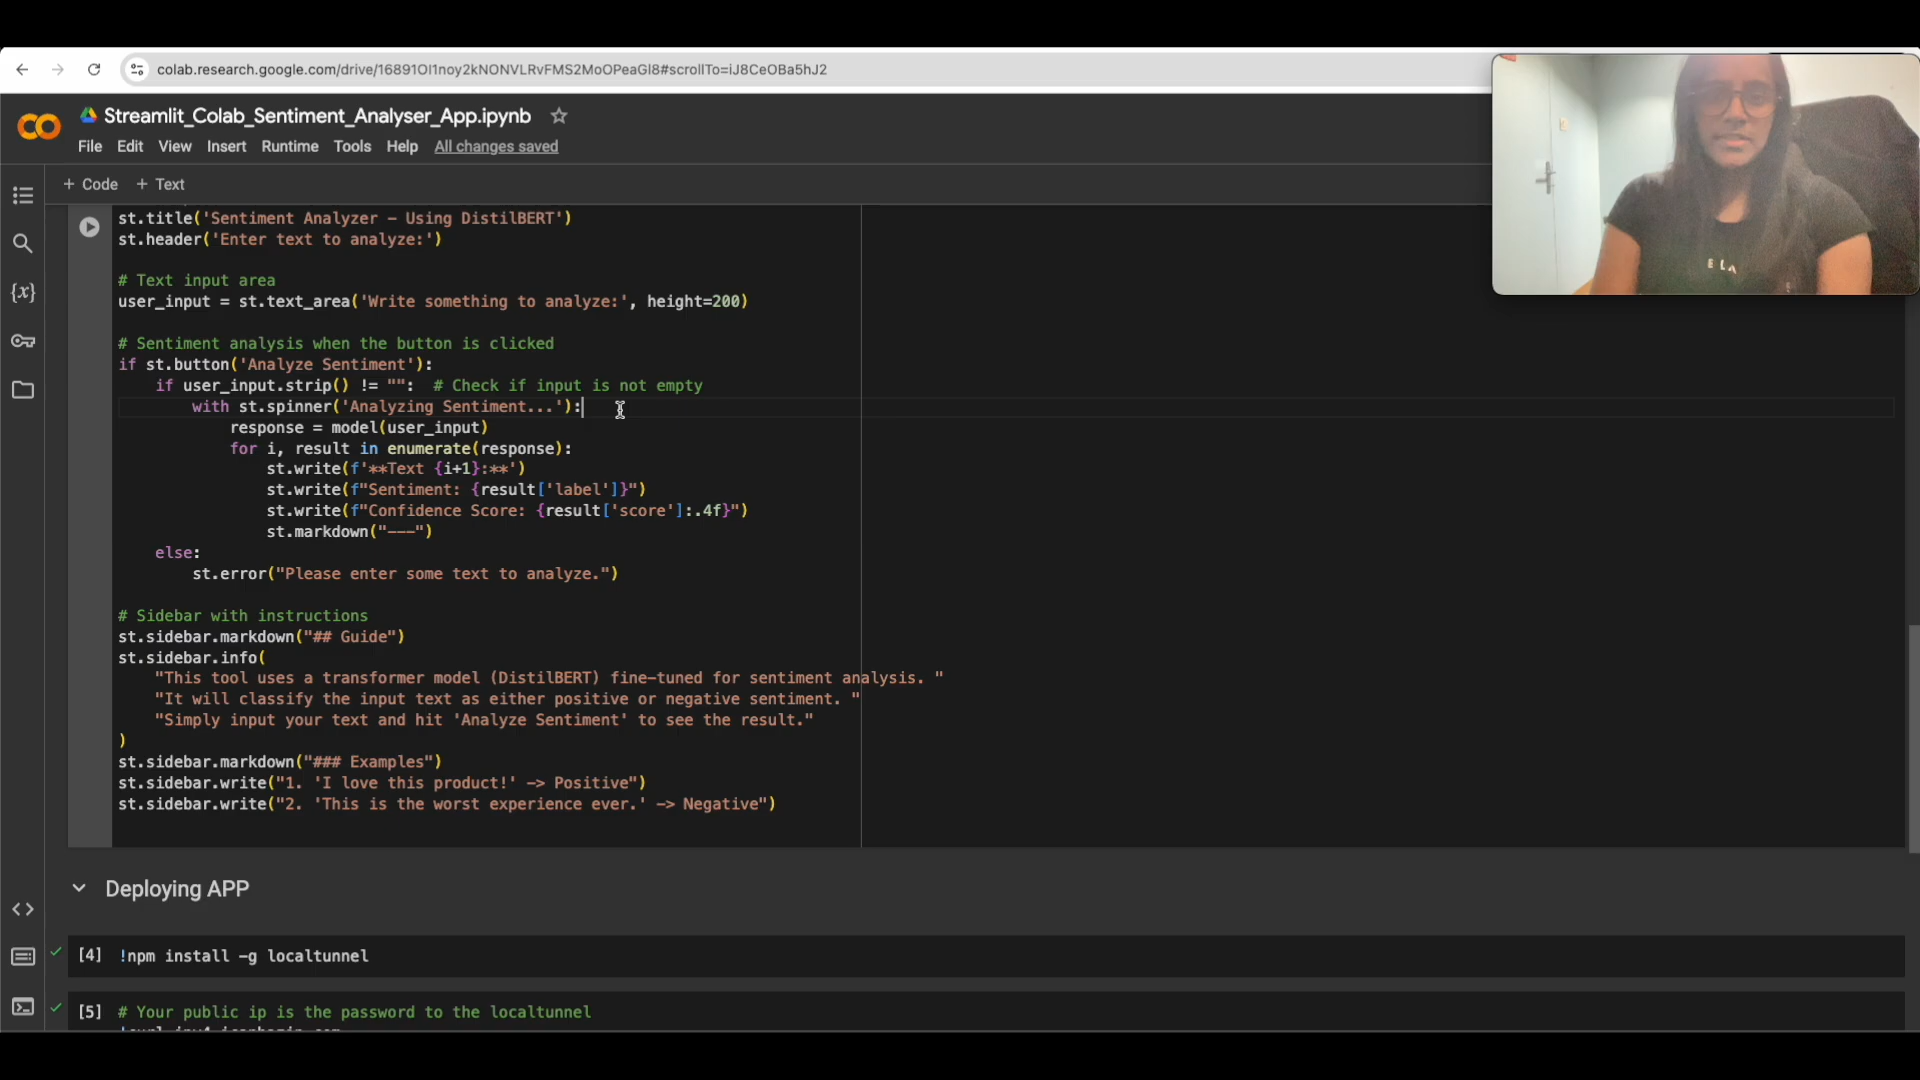 colab.research.google.com/drive/16891OI1noy2kNONVLRvFMS2MoOPeaGl8#scrollTo=iJ8CeOBa5hJ2
CO
Streamlit_Colab_Sentiment_Analyser_App.ipynb
File Edit View Insert Runtime Tools Help All changes saved
+ Code + Text
st.title('Sentiment Analyzer - Using DistilBERT')
st.header('Enter text to analyze:')
# Text input area
user_input = st.text_area('Write something to analyze:', height=200)
# Sentiment analysis when the button is clicked
if st.button('Analyze Sentiment'):
if user_input.strip() != "": # Check if input is not empty
with st.spinner('Analyzing Sentiment...'):
response = model(user_input)
for i, result in enumerate(response):
st.write(f'**Text {i+1}:**')
st.write(f"Sentiment: {result['label']}")
st.write(f"Confidence Score: {result['score']:.4f}")
st.markdown("---")
else:
st.error("Please enter some text to analyze.")
# Sidebar with instructions
st.sidebar.markdown("## Guide")
st.sidebar.info(
"This tool uses a transformer model (DistilBERT) fine-tuned for sentiment analysis. "
"It will classify the input text as either positive or negative sentiment. "
"Simply input your text and hit 'Analyze Sentiment' to see the result."
)
st.sidebar.markdown("### Examples")
st.sidebar.write("1. 'I love this product!' -> Positive")
st.sidebar.write("2. 'This is the worst experience ever.' -> Negative")
Deploying APP
[4] !npm install -g localtunnel
[5] # Your public ip is the password to the localtunnel